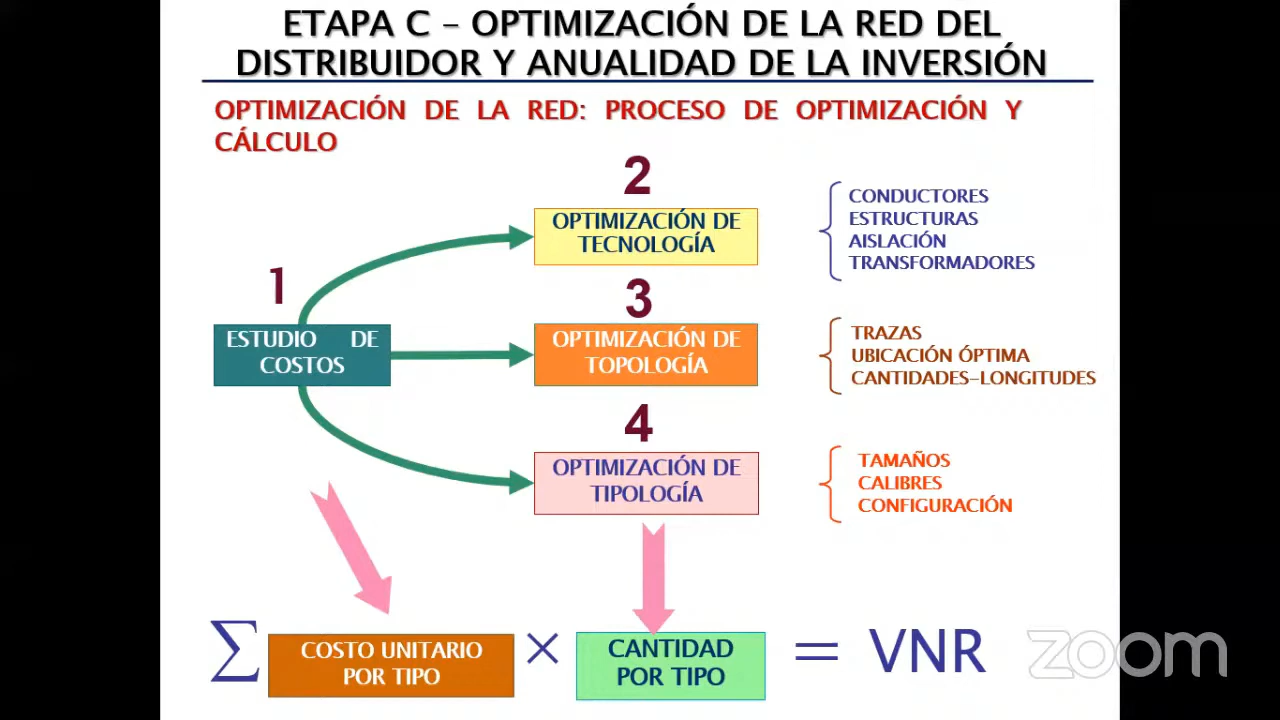 ETAPA C – OPTIMIZACIÓN DE LA RED DEL
DISTRIBUIDOR Y ANUALIDAD DE LA INVERSIÓN
OPTIMIZACIÓN DE LA RED: PROCESO DE OPTIMIZACIÓN Y
CÁLCULO
1
ESTUDIO DE
COSTOS
2
OPTIMIZACIÓN DE
TECNOLOGÍA
CONDUCTORES
ESTRUCTURAS
AISLACIÓN
TRANSFORMADORES
3
OPTIMIZACIÓN DE
TOPOLOGÍA
TRAZAS
UBICACIÓN ÓPTIMA
CANTIDADES-LONGITUDES
4
OPTIMIZACIÓN DE
TIPOLOGÍA
TAMAÑOS
CALIBRES
CONFIGURACIÓN
∑
COSTO UNITARIO
POR TIPO
×
CANTIDAD
POR TIPO
= VNR
zoom